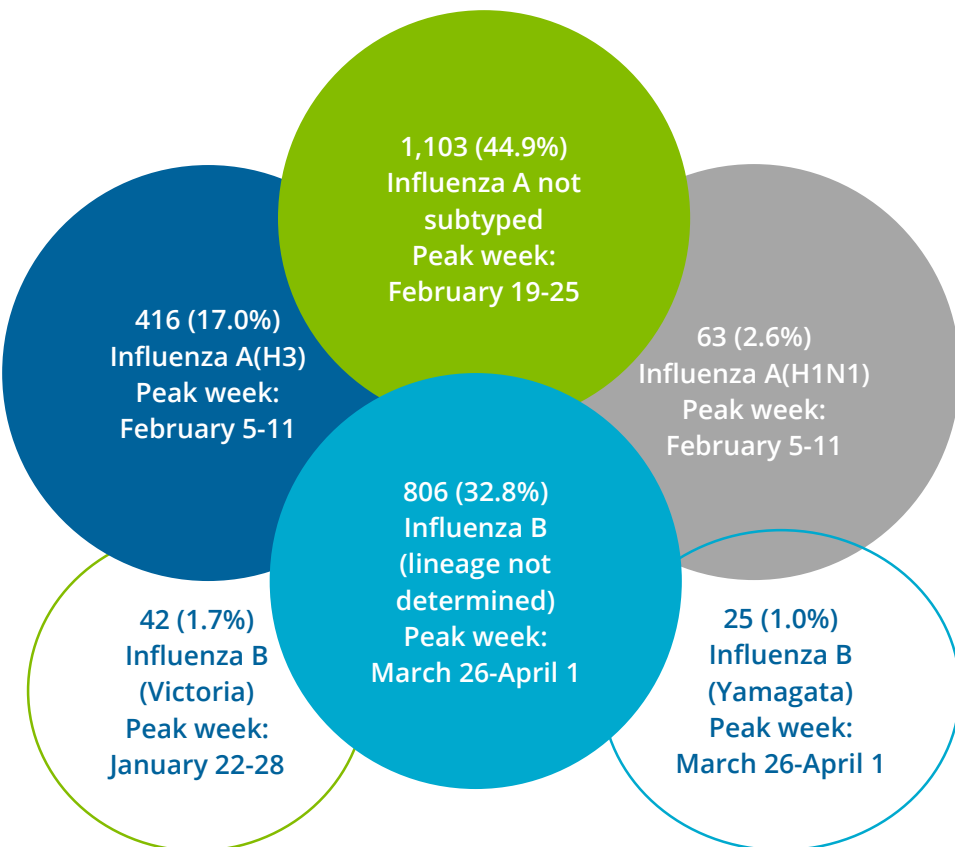 1,103 (44.9%)
Influenza A not
subtyped
Peak week:
February 19-25
416 (17.0%)
Influenza A(H3)
Peak week:
February 5-11
63 (2.6%)
Influenza A(H1N1)
Peak week:
February 5-11
806 (32.8%)
Influenza B
(lineage not
determined)
Peak week:
March 26-April 1
42 (1.7%)
Influenza B
(Victoria)
Peak week:
January 22-28
25 (1.0%)
Influenza B
(Yamagata)
Peak week:
March 26-April 1